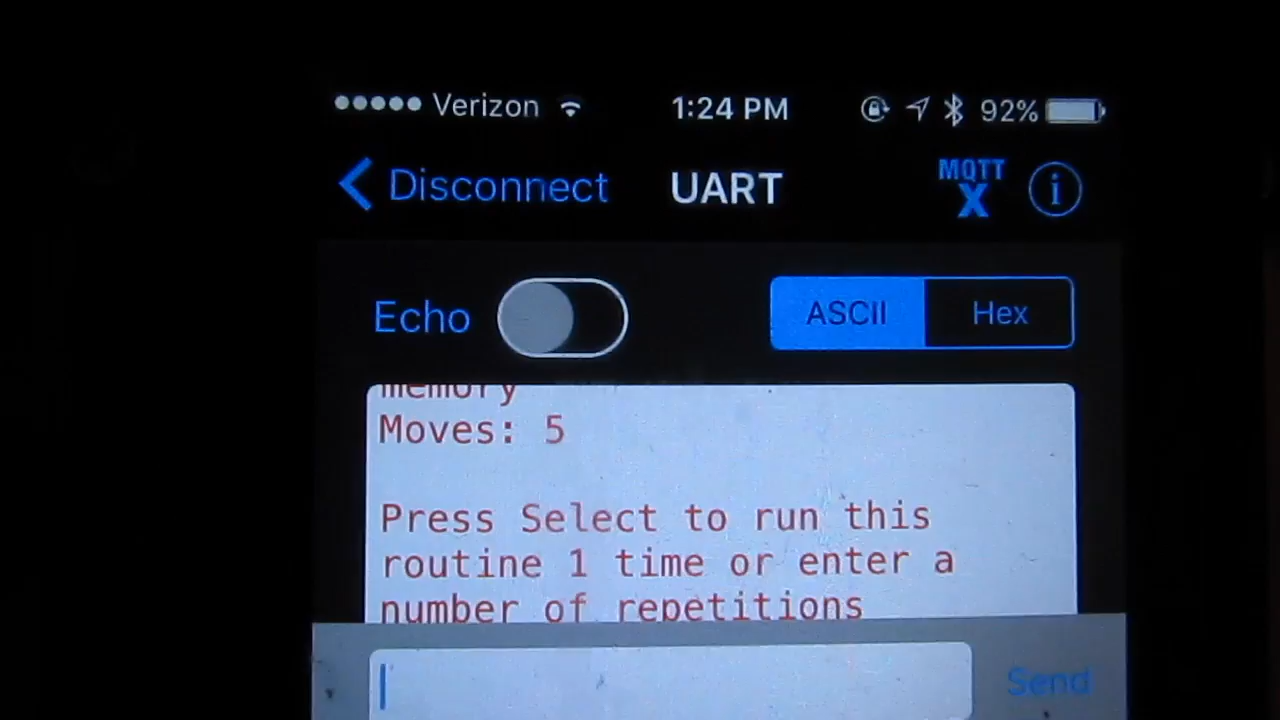 Verizon 1:24 PM 92%
Disconnect UART MQTT X i
Echo ASCII Hex
memory
Moves: 5
Press Select to run this
routine 1 time or enter a
number of repetitions
Send